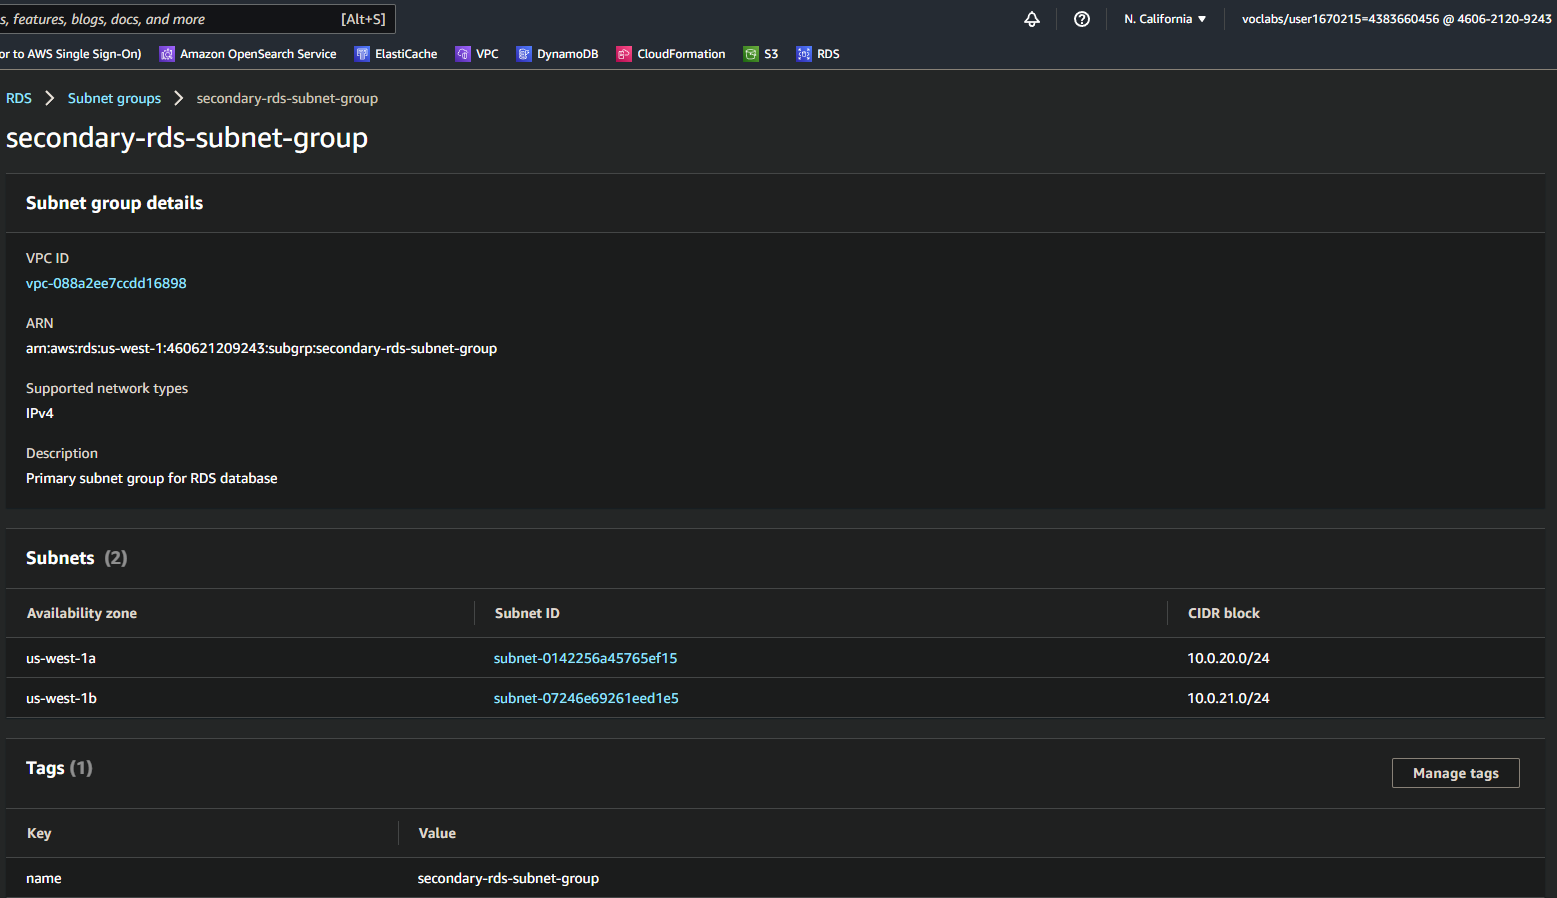 s, features, blogs, docs, and more [Alt+S] N. California ▼ voclabs/user1670215=4383660456 @ 4606-2120-9243
or to AWS Single Sign-On) Amazon OpenSearch Service ElastiCache VPC DynamoDB CloudFormation S3 RDS
RDS > Subnet groups > secondary-rds-subnet-group
secondary-rds-subnet-group
Subnet group details
VPC ID
vpc-088a2ee7ccdd16898
ARN
arn:aws:rds:us-west-1:460621209243:subgrp:secondary-rds-subnet-group
Supported network types
IPv4
Description
Primary subnet group for RDS database
Subnets (2)
Availability zone Subnet ID CIDR block
us-west-1a subnet-0142256a45765ef15 10.0.20.0/24
us-west-1b subnet-07246e69261eed1e5 10.0.21.0/24
Tags (1) Manage tags
Key Value
name secondary-rds-subnet-group